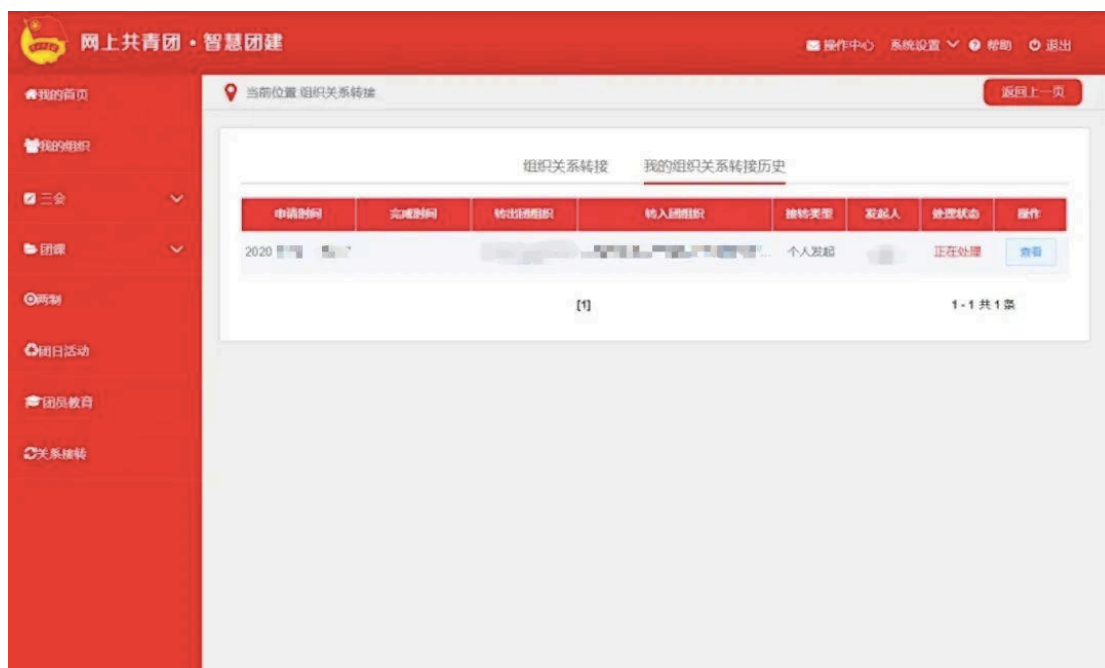 网上共青团·智慧团建
操作中心 系统设置 帮助 退出
我的首页
当前位置 组织关系转接
返回上一页
我的组织
组织关系转接 我的组织关系转接历史
三会
申请时间 完成时间 转出团组织 转入团组织 接转类型 发起人 处理状态 操作
团课
2020 ... 个人发起 正在处理 查看
两制
[1] 1 - 1 共 1 条
团日活动
团员教育
关系接转